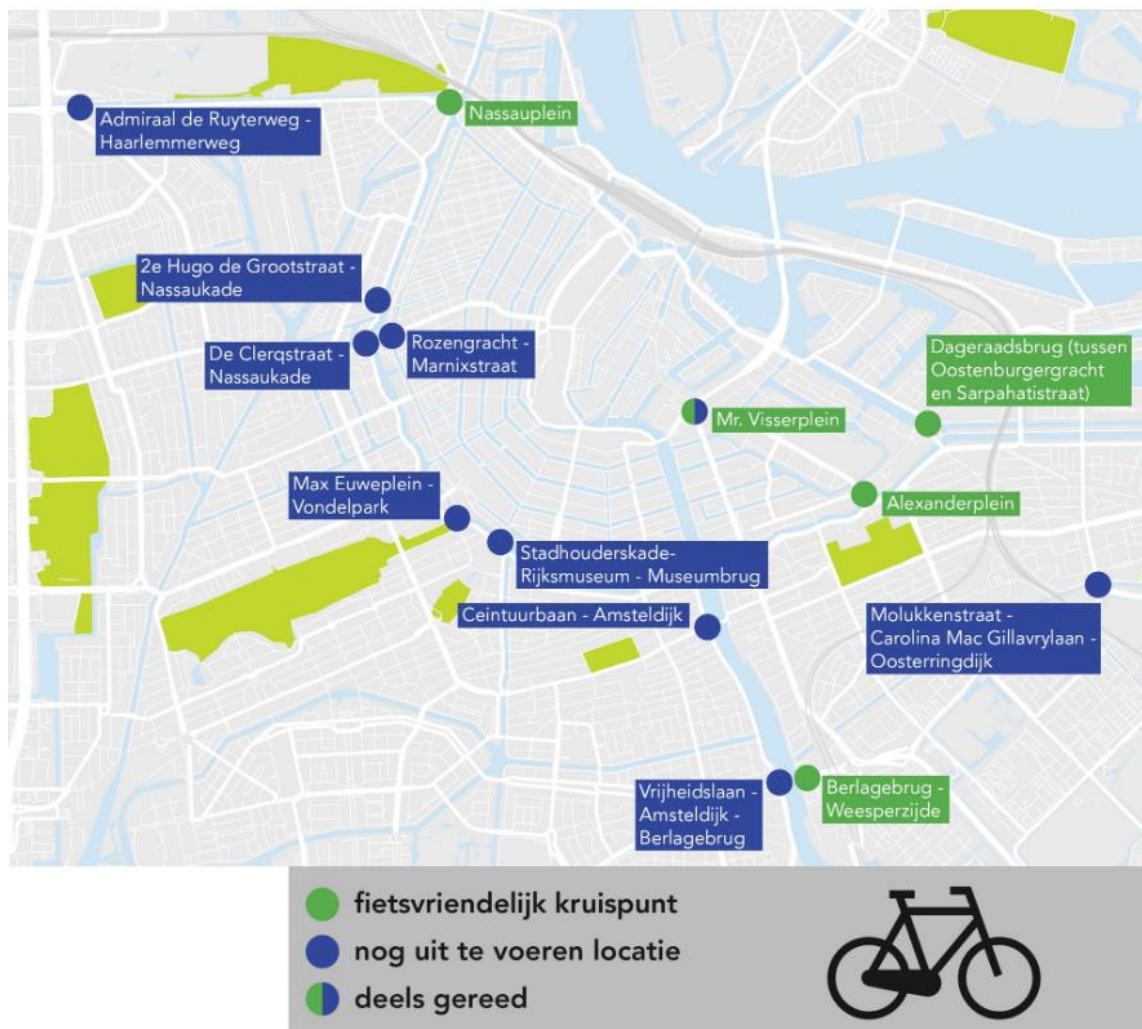 Nassauplein
Admiraal de Ruyterweg -
Haarlemmerweg
2e Hugo de Grootstraat -
Nassaukade
De Clerqstraat -
Nassaukade
Rozengracht -
Marnixstraat
Dageraadsbrug (tussen
Oostenburgergracht
en Sarpahatistraat)
Mr. Visserplein
Max Euweplein -
Vondelpark
Alexanderplein
Stadhouderskade-
Rijksmuseum - Museumbrug
Ceintuurbaan - Amsteldijk
Molukkenstraat -
Carolina Mac Gillavrylaan -
Oosterringdijk
Vrijheidslaan -
Amsteldijk -
Berlagebrug
Berlagebrug -
Weesperzijde
fietsvriendelijk kruispunt
nog uit te voeren locatie
deels gereed